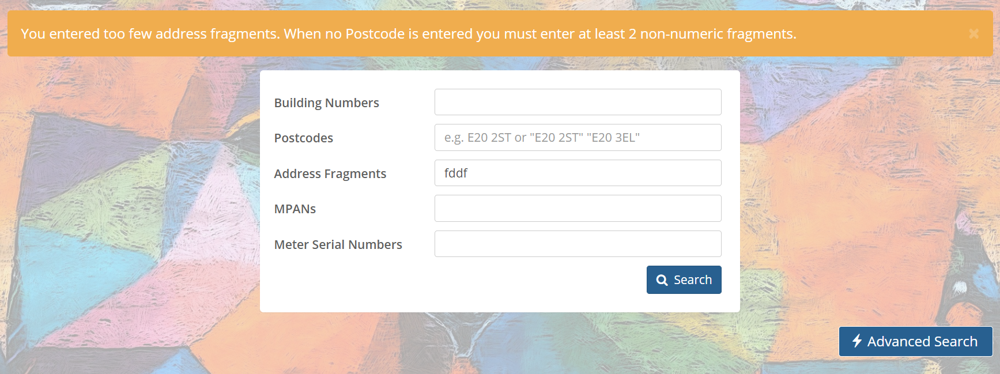 You entered too few address fragments. When no Postcode is entered you must enter at least 2 non-numeric fragments.
Building Numbers
Postcodes e.g. E20 2ST or "E20 2ST" "E20 3EL"
Address Fragments fddf
MPANs
Meter Serial Numbers
Search
Advanced Search